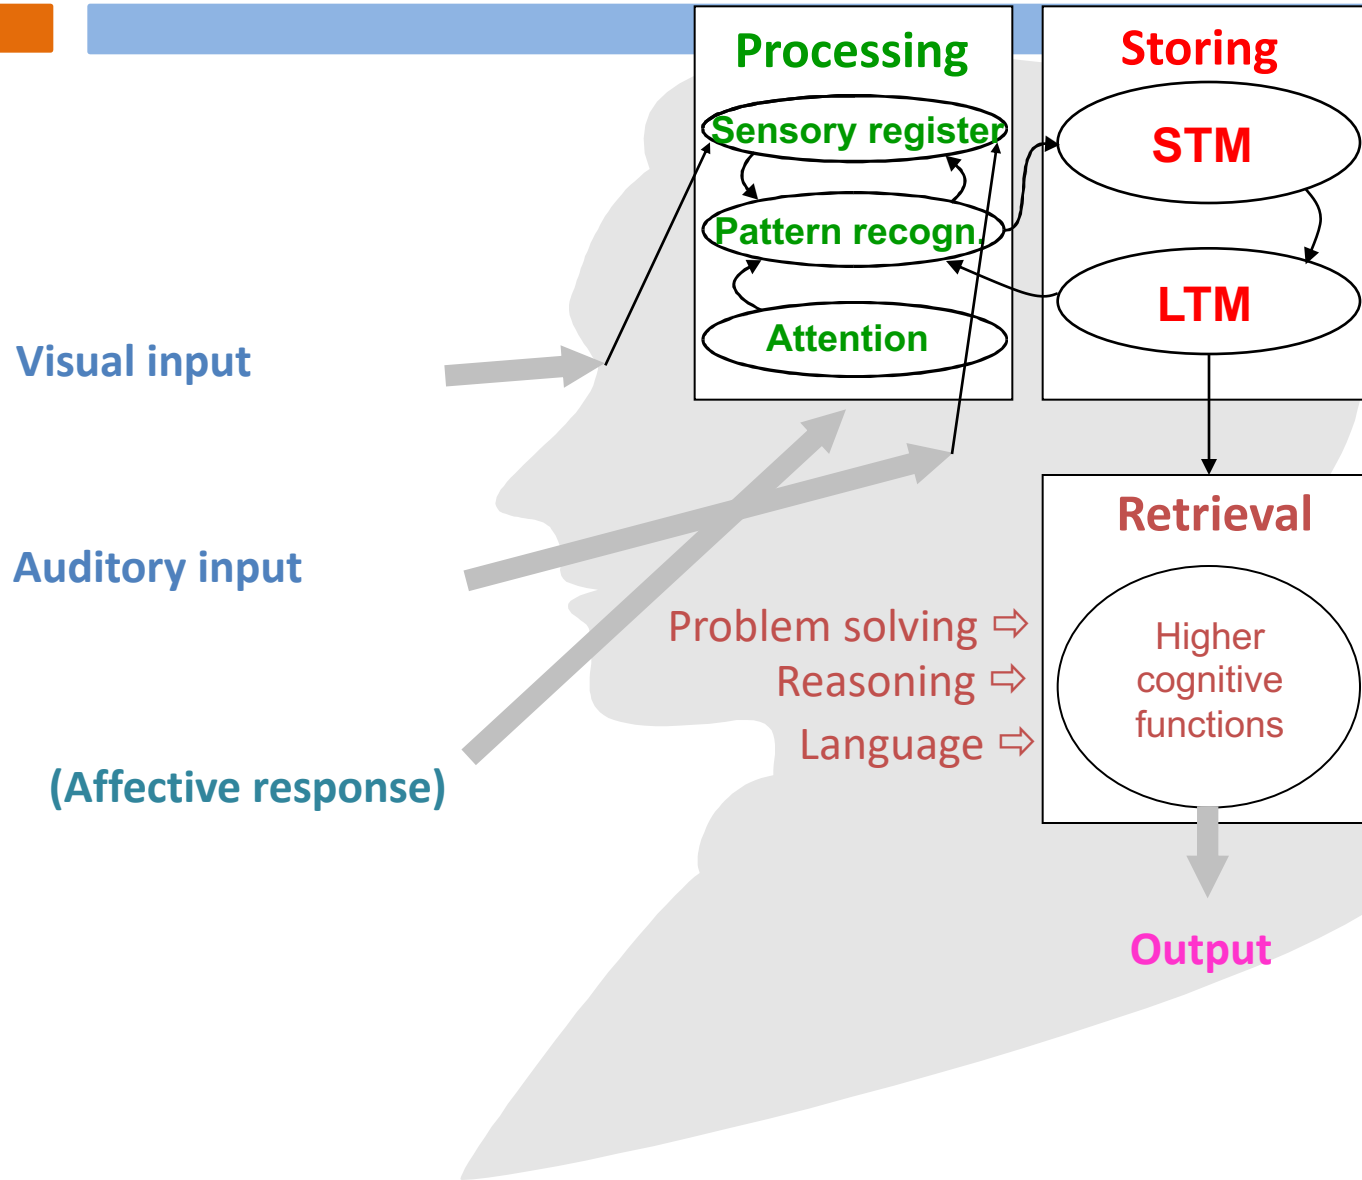 Processing
Sensory register
Pattern recogn.
Attention
Storing
STM
LTM
Visual input
Auditory input
(Affective response)
Retrieval
Problem solving ⇨
Reasoning ⇨
Language ⇨
Higher
cognitive
functions
Output